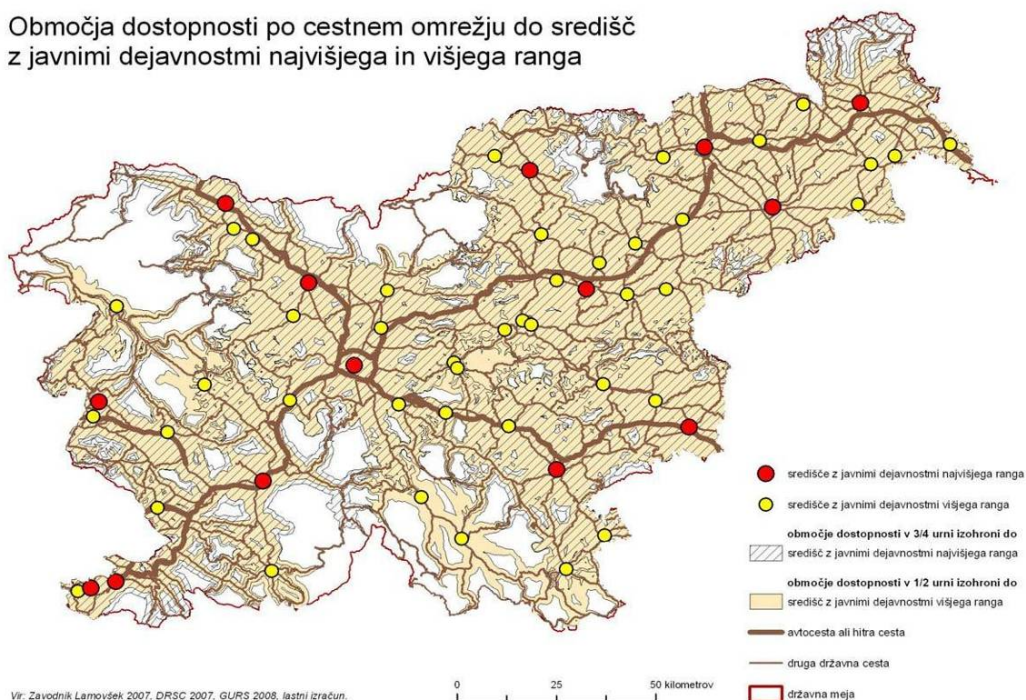 Območja dostopnosti po cestnem omrežju do središč
z javnimi dejavnostmi najvišjega in višjega ranga
središče z javnimi dejavnostmi najvišjega ranga
središče z javnimi dejavnostmi višjega ranga
območje dostopnosti v 3/4 urni izohroni do
središč z javnimi dejavnostmi najvišjega ranga
območje dostopnosti v 1/2 urni izohroni do
središč z javnimi dejavnostmi višjega ranga
avtocesta ali hitra cesta
druga državna cesta
državna meja
0 25 50 kilometrov
Vir: Zavodnik Lamovšek 2007, DRSC 2007, GURS 2008, lastni izračun.